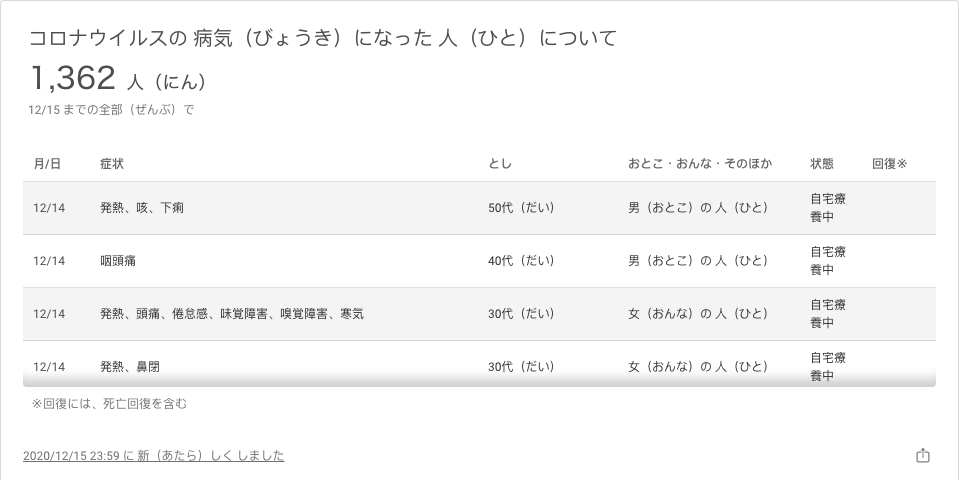 コロナウイルスの 病気（びょうき）になった 人（ひと）について
1,362 人（にん）
12/15 までの全部（ぜんぶ）で
月/日 症状 とし おとこ・おんな・そのほか 状態 回復※
12/14 発熱、咳、下痢 50代（だい） 男（おとこ）の 人（ひと） 自宅療
養中
12/14 咽頭痛 40代（だい） 男（おとこ）の 人（ひと） 自宅療
養中
12/14 発熱、頭痛、倦怠感、味覚障害、嗅覚障害、寒気 30代（だい） 女（おんな）の 人（ひと） 自宅療
養中
12/14 発熱、鼻閉 30代（だい） 女（おんな）の 人（ひと） 自宅療
養中
※回復には、死亡回復を含む
2020/12/15 23:59 に 新（あたら）しく しました